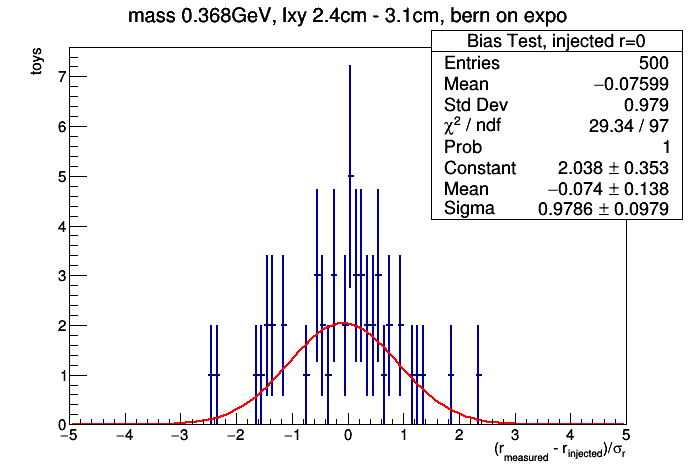 mass 0.368GeV, lxy 2.4cm - 3.1cm, bern on expo
Bias Test, injected r=0
Entries 500
Mean −0.07599
Std Dev 0.979
χ² / ndf 29.34 / 97
Prob 1
Constant 2.038 ± 0.353
Mean −0.074 ± 0.138
Sigma 0.9786 ± 0.0979
toys
7
6
5
4
3
2
1
0
−5 −4 −3 −2 −1 0 1 2 3 4 5
(r_measured - r_injected)/σ_r